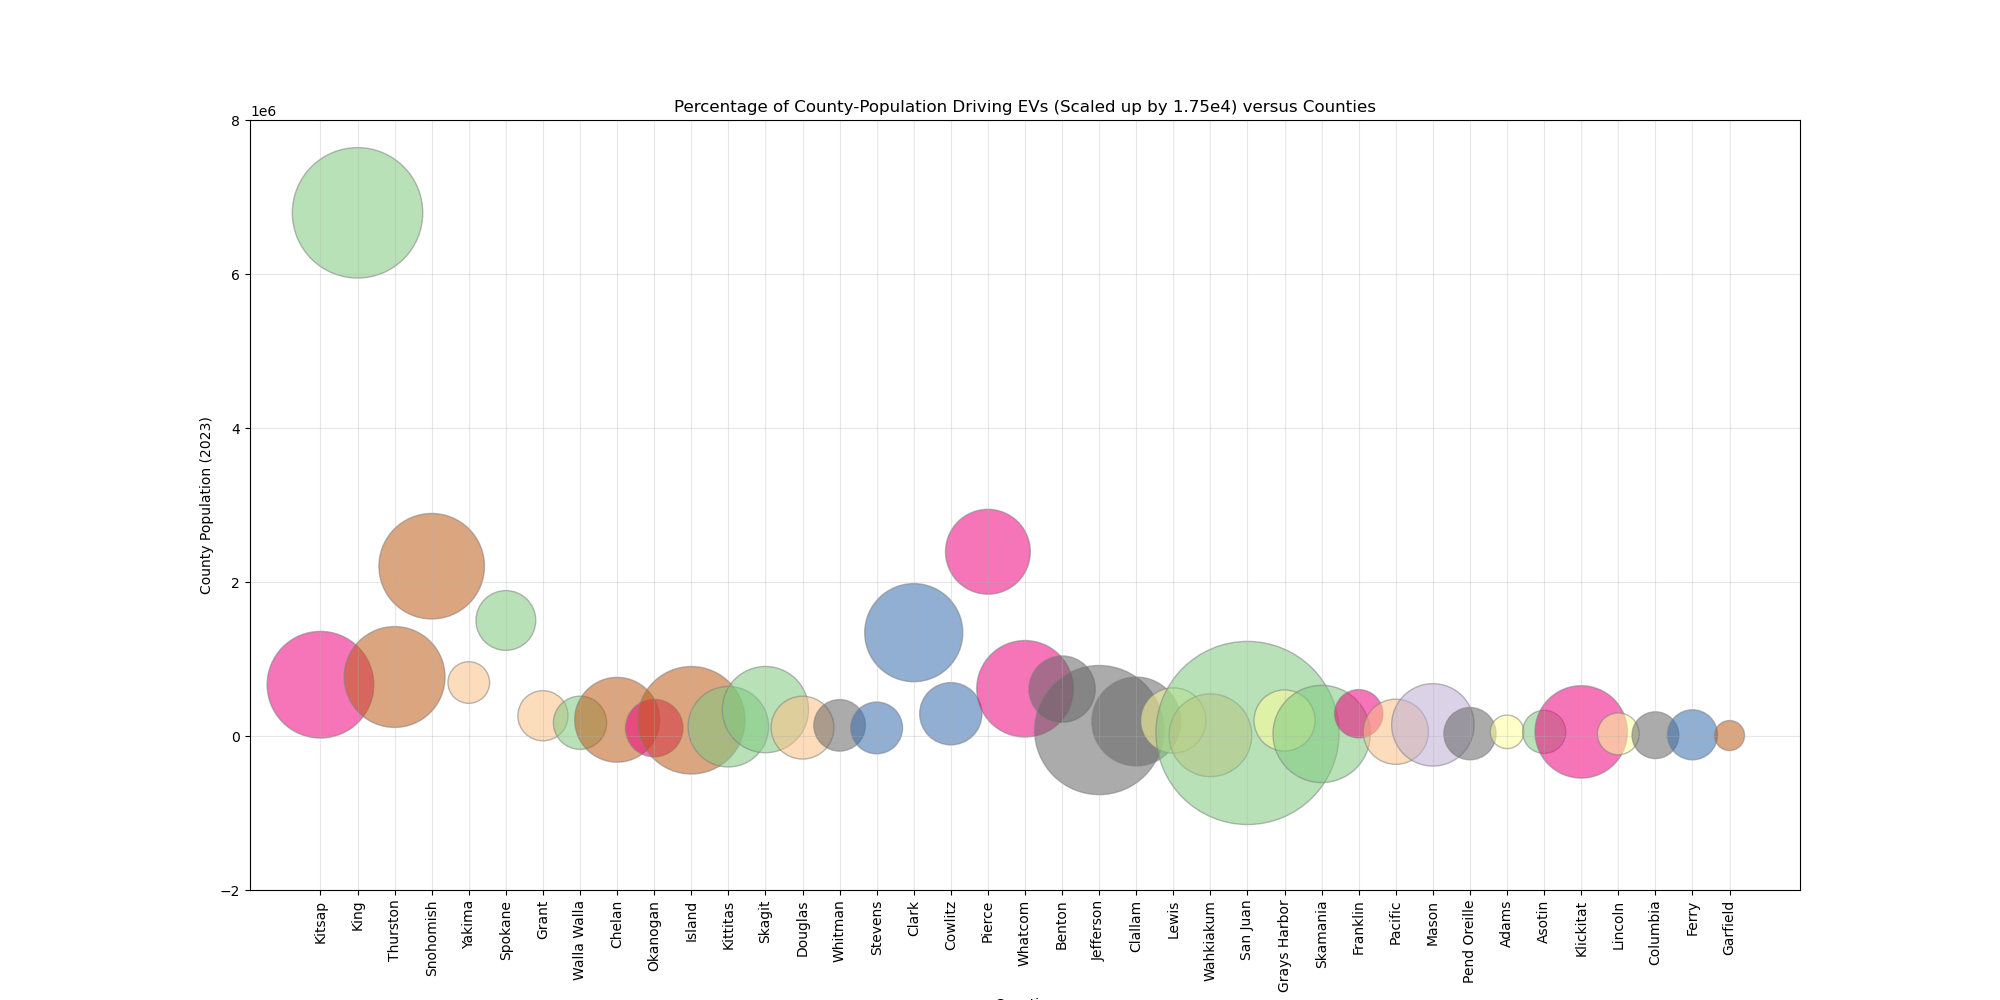 Percentage of County-Population Driving EVs (Scaled up by 1.75e4) versus Counties
1e6
8
6
4
2
0
−2
County Population (2023)
Kitsap
King
Thurston
Snohomish
Yakima
Spokane
Grant
Walla Walla
Chelan
Okanogan
Island
Kittitas
Skagit
Douglas
Whitman
Stevens
Clark
Cowlitz
Pierce
Whatcom
Benton
Jefferson
Clallam
Lewis
Wahkiakum
San Juan
Grays Harbor
Skamania
Franklin
Pacific
Mason
Pend Oreille
Adams
Asotin
Klickitat
Lincoln
Columbia
Ferry
Garfield